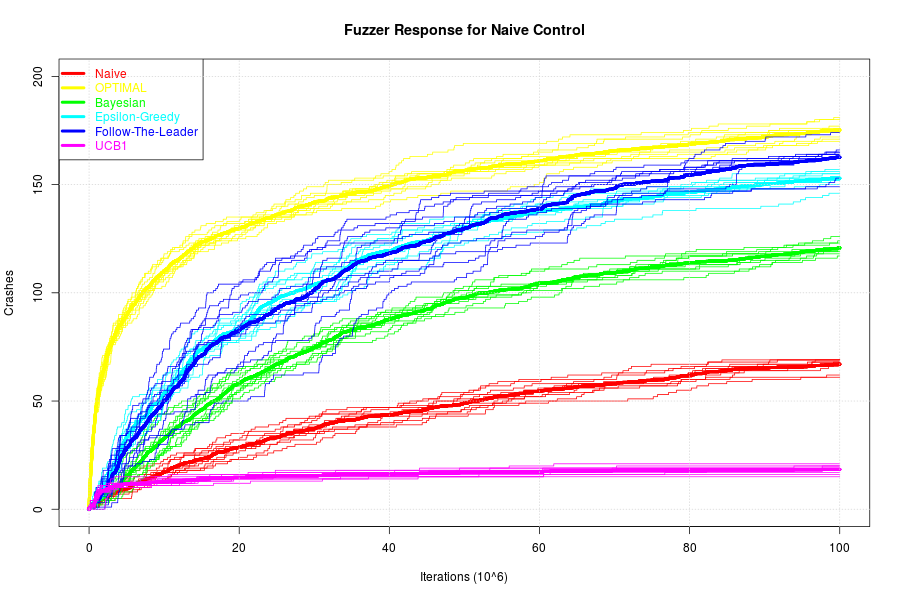 Fuzzer Response for Naive Control
Naive
OPTIMAL
Bayesian
Epsilon-Greedy
Follow-The-Leader
UCB1
Crashes
200
150
100
50
0
0 20 40 60 80 100
Iterations (10^6)